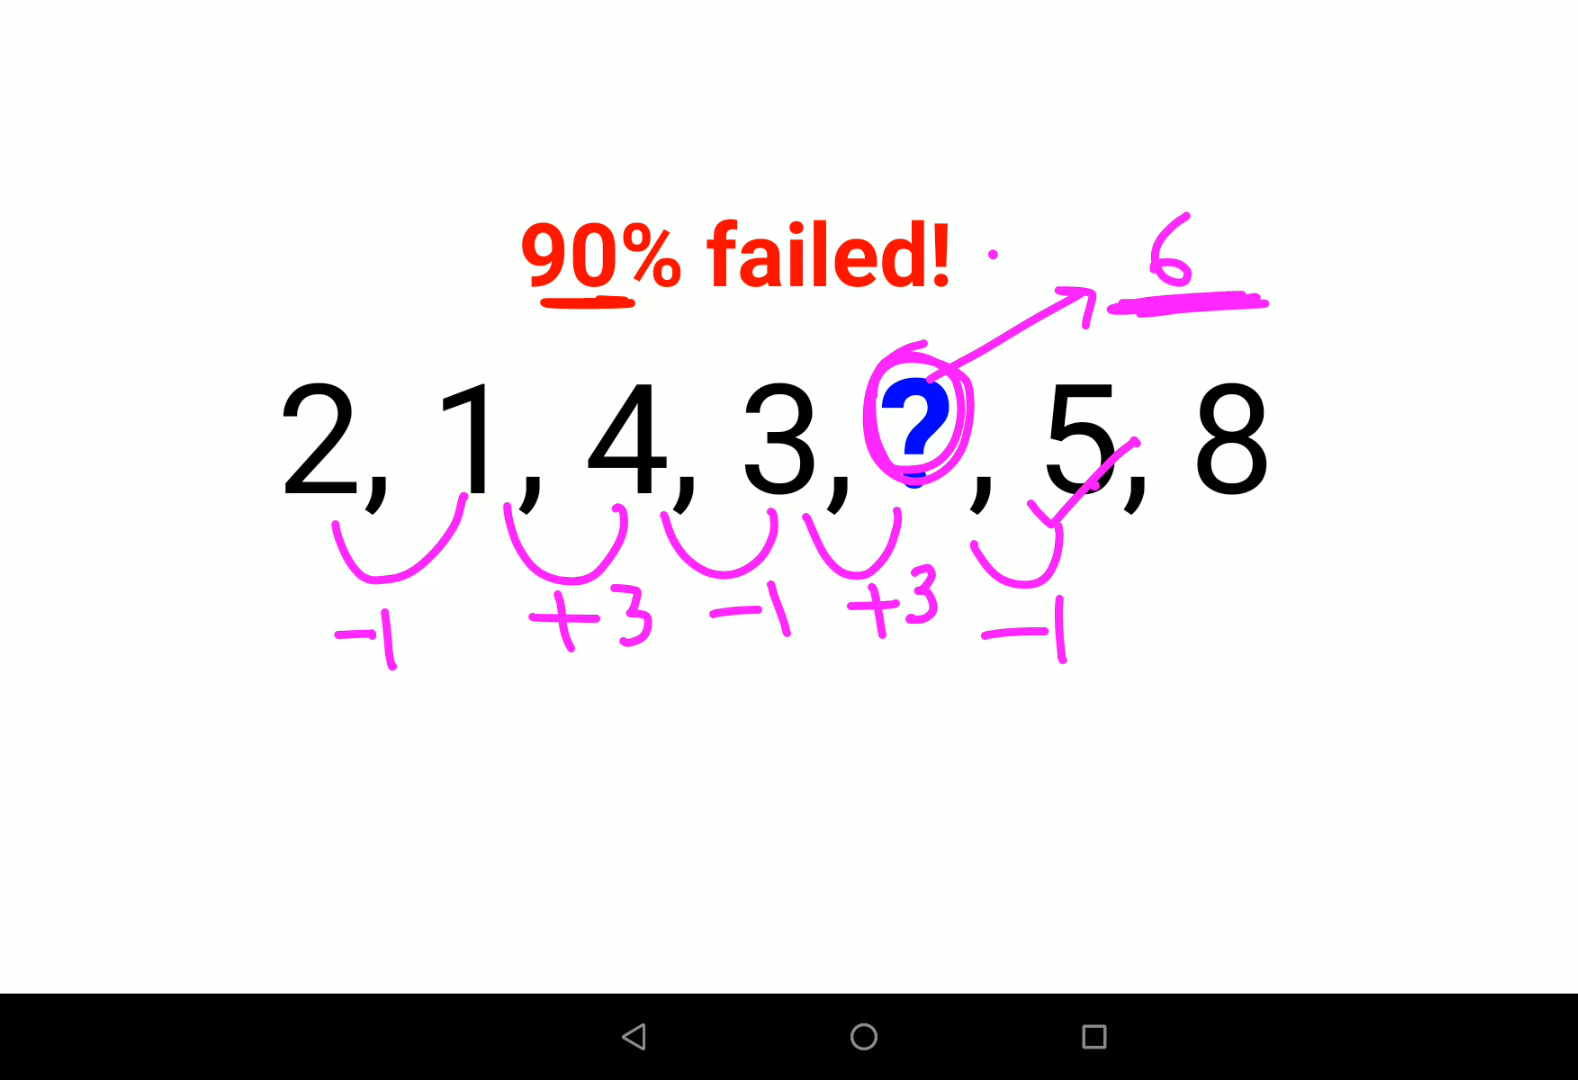 90% failed!
6
2, 1, 4, 3, ?, 5, 8
-1 +3 -1 +3 -1